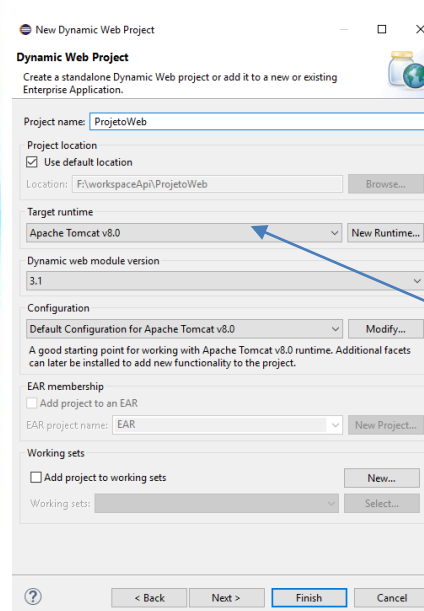 New Dynamic Web Project
Dynamic Web Project
Create a standalone Dynamic Web project or add it to a new or existing
Enterprise Application.
Project name: ProjetoWeb
Project location
Use default location
Location: F:\workspaceApi\ProjetoWeb Browse...
Target runtime
Apache Tomcat v8.0 New Runtime...
Dynamic web module version
3.1
Configuration
Default Configuration for Apache Tomcat v8.0 Modify...
A good starting point for working with Apache Tomcat v8.0 runtime. Additional facets
can later be installed to add new functionality to the project.
EAR membership
Add project to an EAR
EAR project name: EAR New Project...
Working sets
Add project to working sets New...
Working sets: Select...
? < Back Next > Finish Cancel